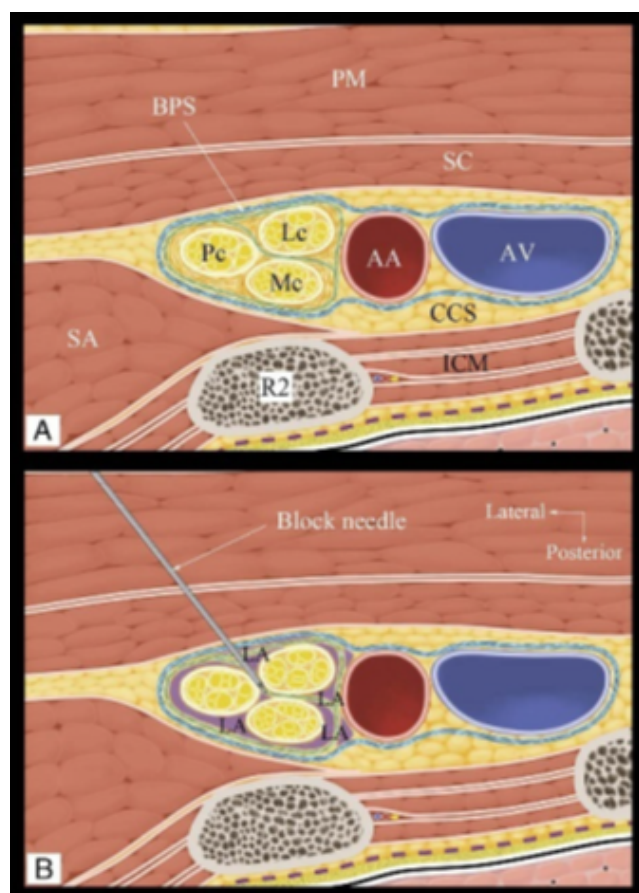 PM
BPS
SC
Lc
Pc
AA
AV
Mc
CCS
SA
ICM
R2
A
Block needle
Lateral
Posterior
LA
LA
LA
LA
B